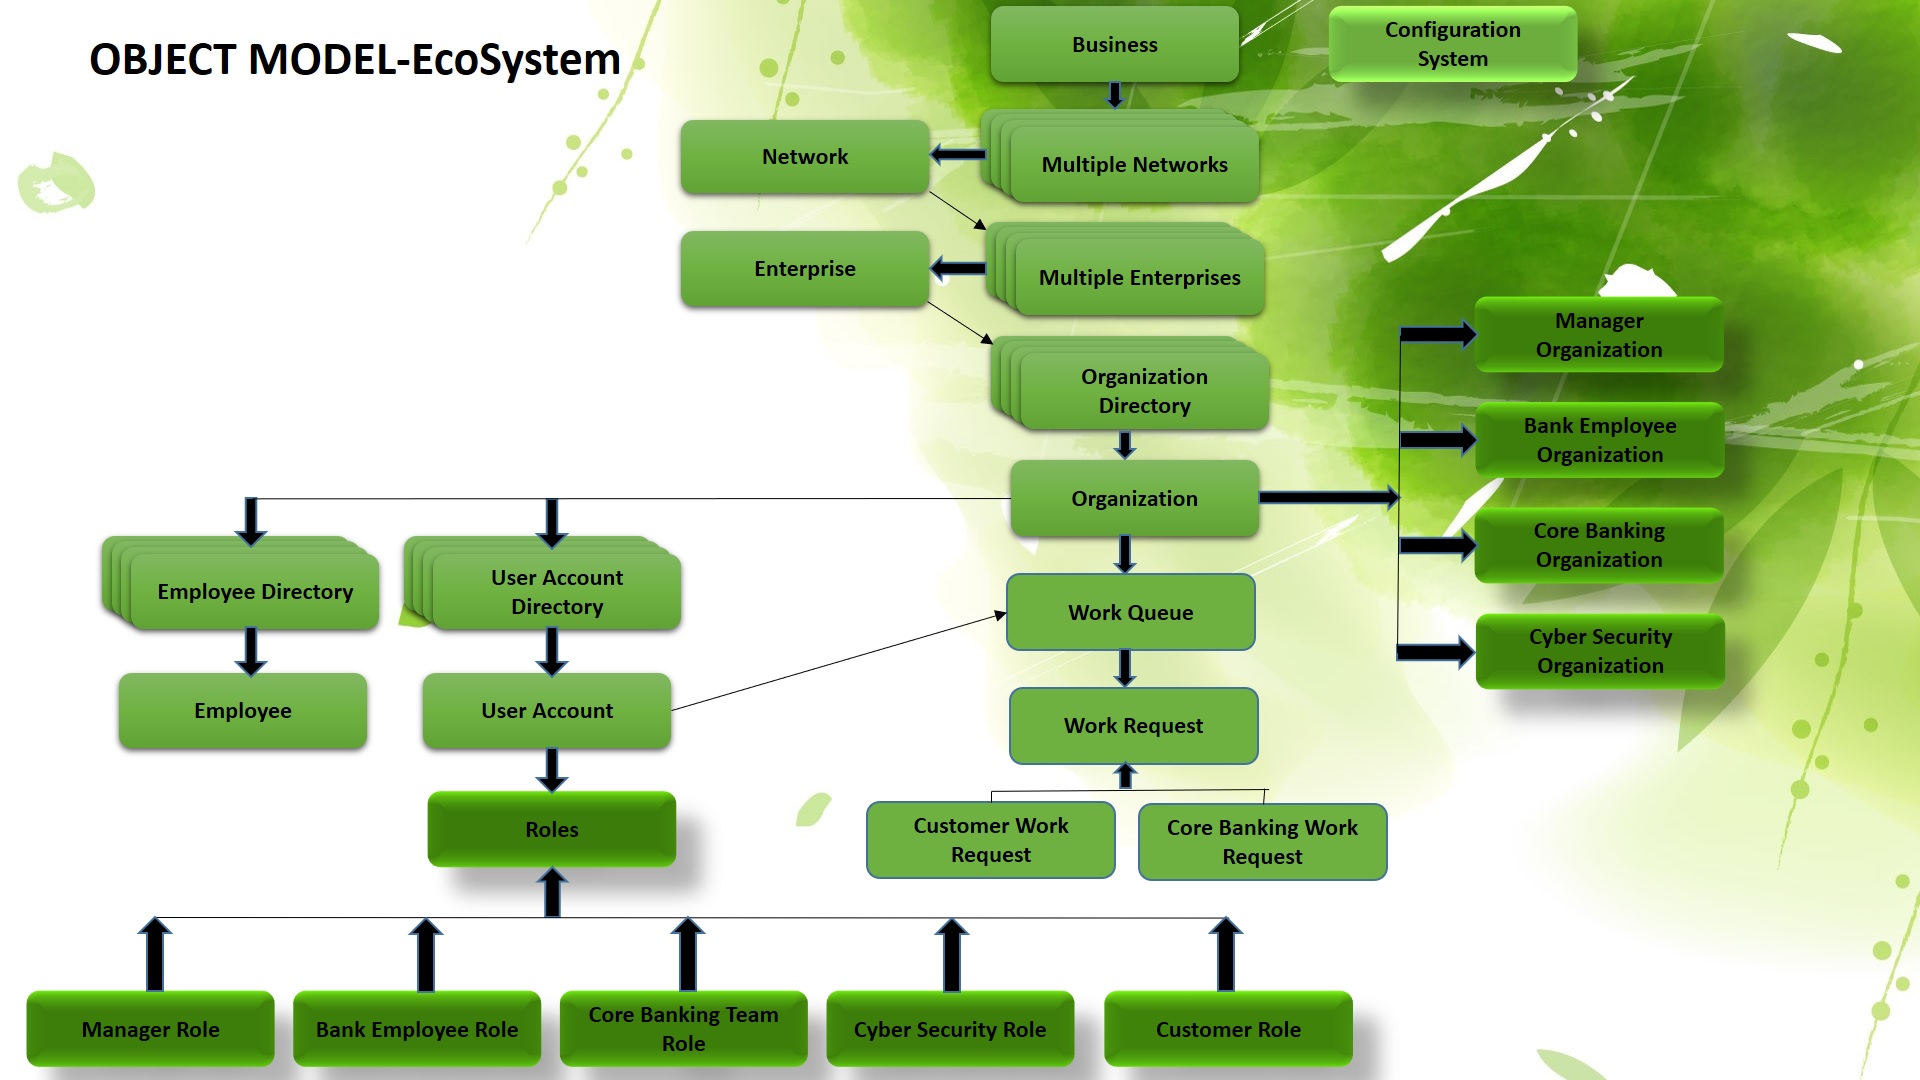 OBJECT MODEL-EcoSystem
Business
Configuration
System
Network
Multiple Networks
Enterprise
Multiple Enterprises
Manager
Organization
Organization
Directory
Bank Employee
Organization
Organization
Core Banking
Organization
Employee Directory
User Account
Directory
Work Queue
Cyber Security
Organization
Employee
User Account
Work Request
Roles
Customer Work
Request
Core Banking Work
Request
Manager Role
Bank Employee Role
Core Banking Team
Role
Cyber Security Role
Customer Role